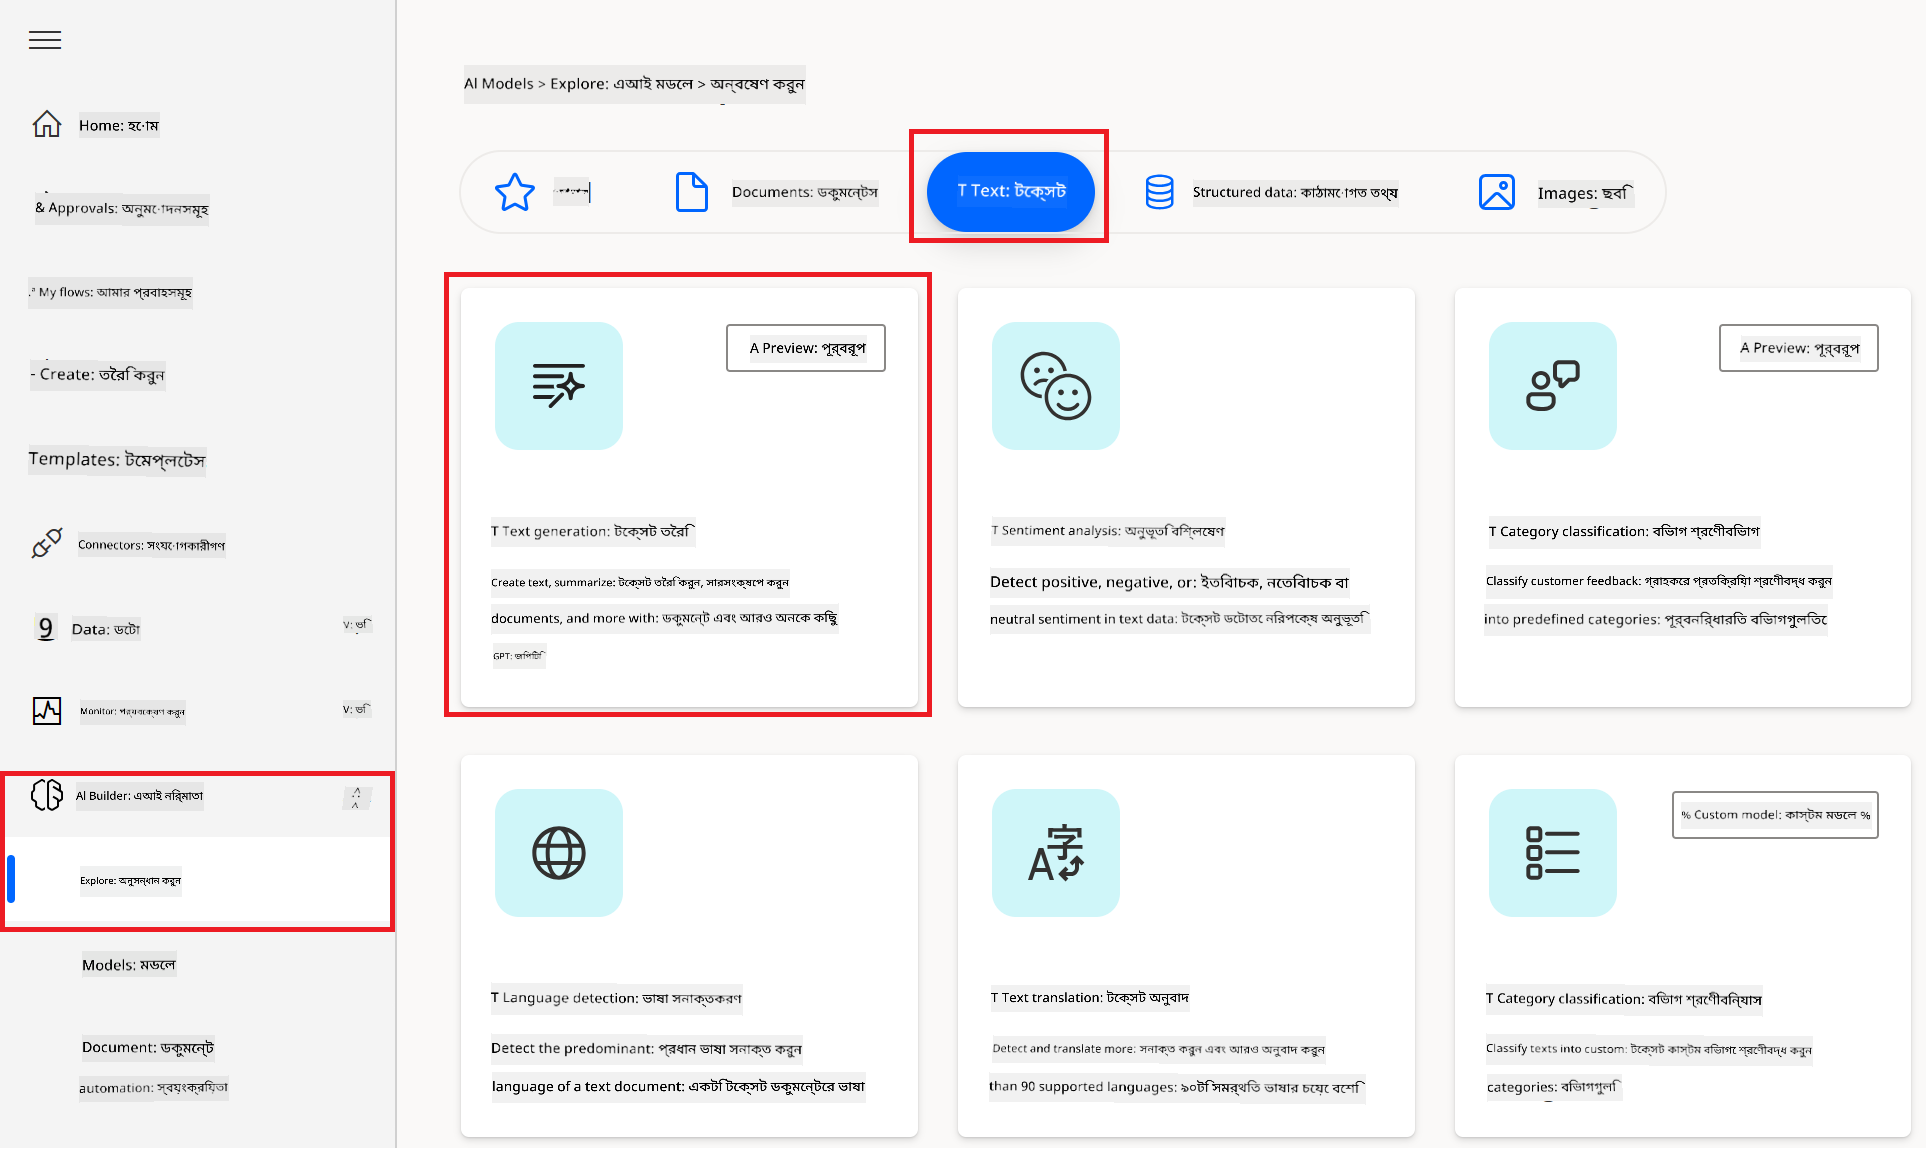 Home: হোম
& Approvals: অনুমোদনসমূহ
My flows: আমার প্রবাহসমূহ
- Create: তৈরি করুন
Templates: টেমপ্লেটস
Connectors: সংযোগকারীগণ
9 Data: ডেটা
V: ভি
Monitor: পর্যবেক্ষণ করুন
V: ভি
AI Builder: এআই নির্মাতা
Explore: অনুসন্ধান করুন
Models: মডেল
Document: ডকুমেন্ট
automation: স্বয়ংক্রিয়তা
AI Models > Explore: এআই মডেল > অন্বেষণ করুন
Documents: ডকুমেন্টস
T Text: টেক্সট
Structured data: কাঠামোগত তথ্য
Images: ছবি
A Preview: পূর্বরূপ
T Text generation: টেক্সট তৈরি
Create text, summarize: টেক্সট তৈরি করুন, সারসংক্ষেপ করুন
documents, and more with: ডকুমেন্ট এবং আরও অনেক কিছু
GPT: জিপিটি
T Sentiment analysis: অনুভূতি বিশ্লেষণ
Detect positive, negative, or: ইতিবাচক, নেতিবাচক বা
neutral sentiment in text data: টেক্সট ডেটাতে নিরপেক্ষ অনুভূতি
A Preview: পূর্বরূপ
T Category classification: বিভাগ শ্রেণীবিভাগ
Classify customer feedback: গ্রাহকের প্রতিক্রিয়া শ্রেণীবদ্ধ করুন
into predefined categories: পূর্বনির্ধারিত বিভাগগুলিতে
T Language detection: ভাষা সনাক্তকরণ
Detect the predominant: প্রধান ভাষা সনাক্ত করুন
language of a text document: একটি টেক্সট ডকুমেন্টের ভাষা
T Text translation: টেক্সট অনুবাদ
Detect and translate more: সনাক্ত করুন এবং আরও অনুবাদ করুন
than 90 supported languages: ৯০টি সমর্থিত ভাষার চেয়ে বেশি
% Custom model: কাস্টম মডেল %
T Category classification: বিভাগ শ্রেণীবিন্যাস
Classify texts into custom: টেক্সট কাস্টম বিভাগে শ্রেণীবদ্ধ করুন
categories: বিভাগগুলি